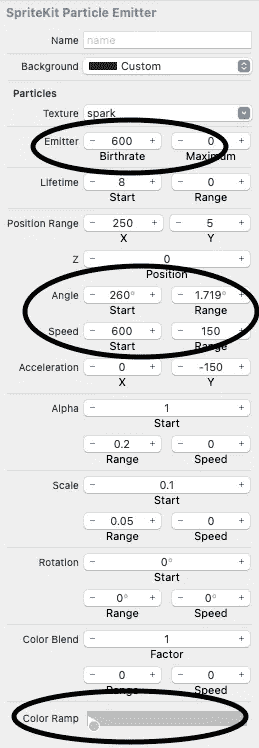 SpriteKit Particle Emitter
Name name
Background Custom
Particles
Texture spark
Emitter − 600 + − 0 +
Birthrate Maximum
Lifetime − 8 + − 0 +
Start Range
Position Range − 250 + − 5 +
X Y
Z − 0 +
Position
Angle − 260° + − 1.719° +
Start Range
Speed − 600 + − 150 +
Start Range
Acceleration − 0 + − -150 +
X Y
Alpha − 1 +
Start
− 0.2 + − 0 +
Range Speed
Scale − 0.1 +
Start
− 0.05 + − 0 +
Range Speed
Rotation − 0° +
Start
− 0° + − 0° +
Range Speed
Color Blend − 1 +
Factor
− 0 + − 0 +
Range Speed
Color Ramp